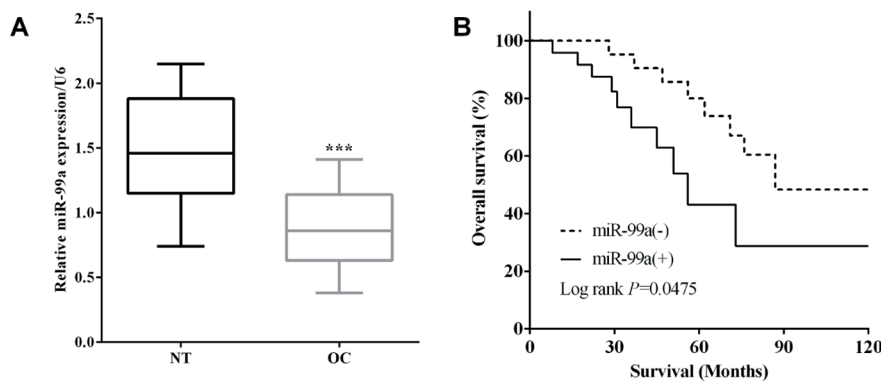 A
Relative miR-99a expression/U6
2.5
2.0
1.5
1.0
0.5
0.0
***
NT
OC
B
Overall survival (%)
100
80
60
40
100
0
miR-99a(-)
miR-99a(+)
Log rank P=0.0475
0
30
60
90
120
Survival (Months)